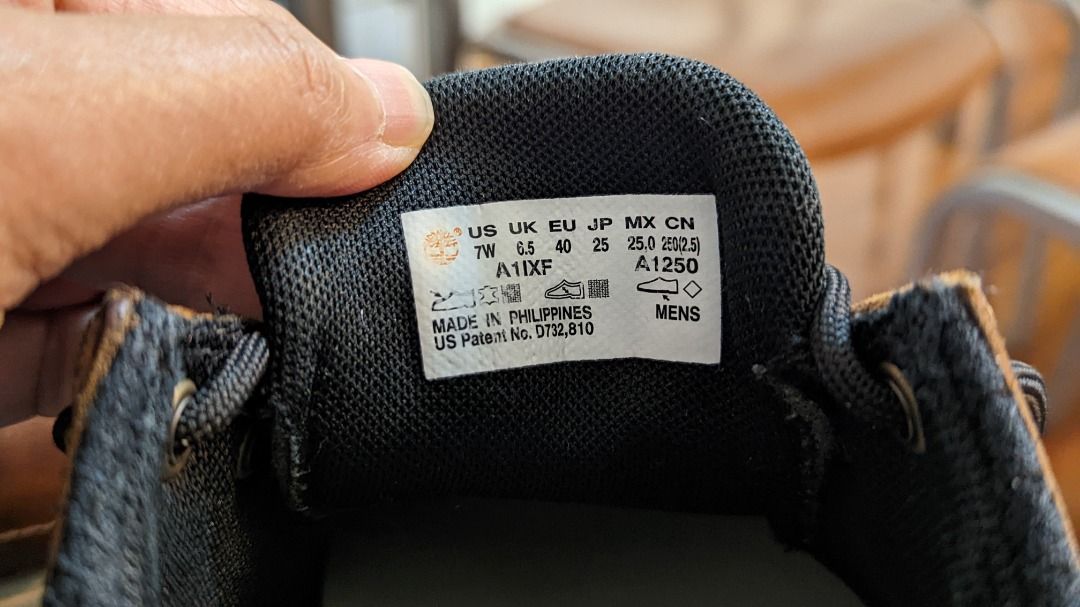 US UK EU JP MX CN
7W 6.5 40 25 25.0 250(2.5)
A1IXF A1250
MADE IN PHILIPPINES MENS
US Patent No. D732,810